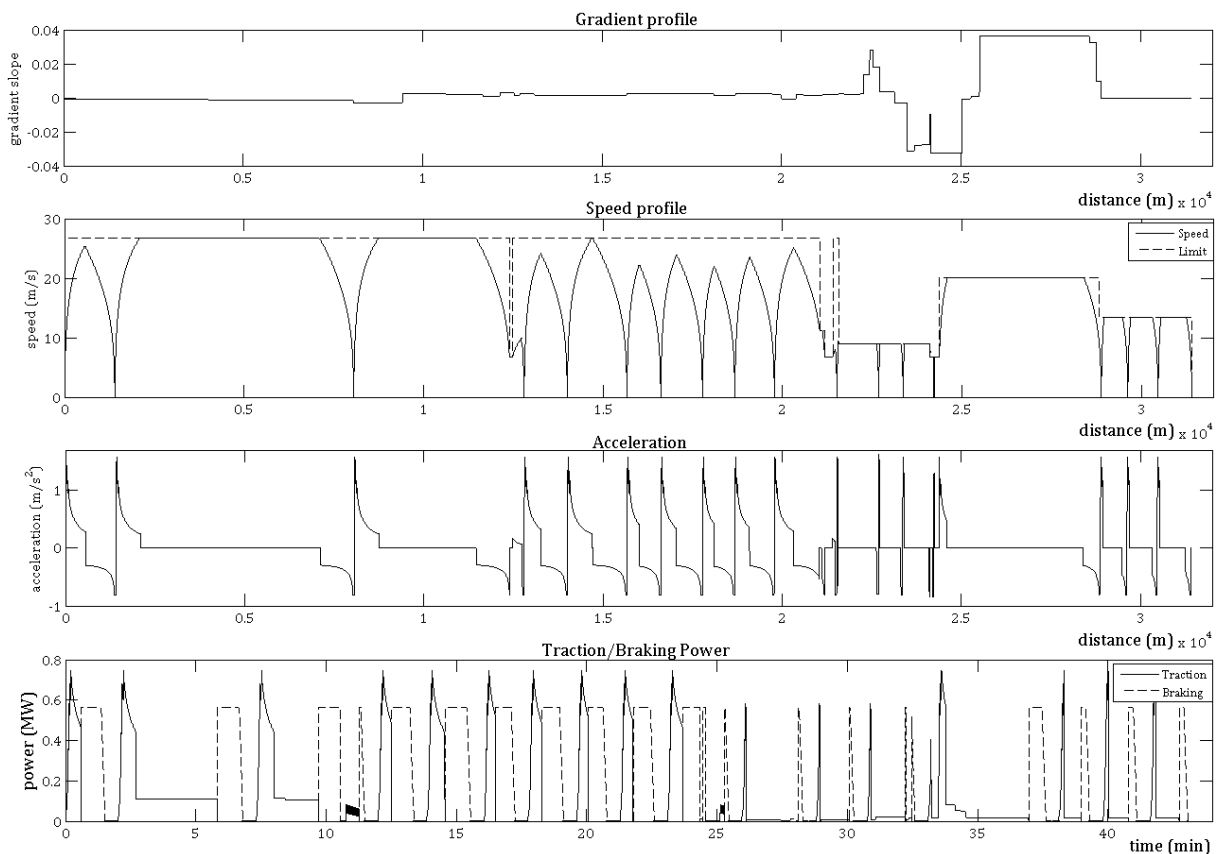 Gradient profile
gradient slope
0.04
0.02
0
-0.02
-0.04
0
0.5
1
1.5
2
2.5
3
distance (m) x 10^4
Speed profile
speed (m/s)
30
20
10
0
Speed
Limit
0
0.5
1
1.5
2
2.5
3
distance (m) x 10^4
Acceleration
acceleration (m/s²)
1
0
-1
0
0.5
1
1.5
2
2.5
3
distance (m) x 10^4
Traction/Braking Power
power (MW)
0.8
0.6
0.4
0.2
0
Traction
Braking
0
5
10
15
20
25
30
35
40
time (min)